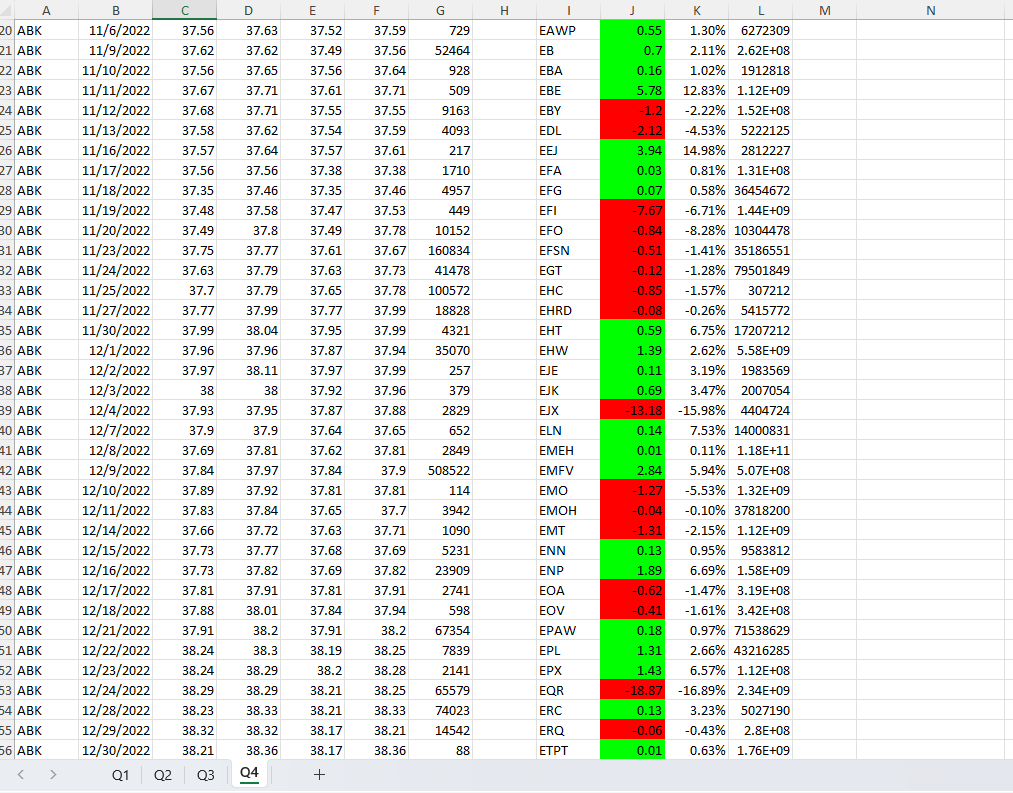 A B C D E F G H I J K L M N
20 ABK 11/6/2022 37.56 37.63 37.52 37.59 729 EAWP 0.55 1.30% 6272309
21 ABK 11/9/2022 37.62 37.62 37.49 37.56 52464 EB 0.7 2.11% 2.62E+08
22 ABK 11/10/2022 37.56 37.65 37.56 37.64 928 EBA 0.16 1.02% 1912818
23 ABK 11/11/2022 37.67 37.71 37.61 37.71 509 EBE 5.78 12.83% 1.12E+09
24 ABK 11/12/2022 37.68 37.71 37.55 37.55 9163 EBY -1.2 -2.22% 1.52E+08
25 ABK 11/13/2022 37.58 37.62 37.54 37.59 4093 EDL -2.12 -4.53% 5222125
26 ABK 11/16/2022 37.57 37.64 37.57 37.61 217 EEJ 3.94 14.98% 2812227
27 ABK 11/17/2022 37.56 37.56 37.38 37.38 1710 EFA 0.03 0.81% 1.31E+08
28 ABK 11/18/2022 37.35 37.46 37.35 37.46 4957 EFG 0.07 0.58% 36454672
29 ABK 11/19/2022 37.48 37.58 37.47 37.53 449 EFI -7.67 -6.71% 1.44E+09
30 ABK 11/20/2022 37.49 37.8 37.49 37.78 10152 EFO -0.84 -8.28% 10304478
31 ABK 11/23/2022 37.75 37.77 37.61 37.67 160834 EFSN -0.51 -1.41% 35186551
32 ABK 11/24/2022 37.63 37.79 37.63 37.73 41478 EGT -0.12 -1.28% 79501849
33 ABK 11/25/2022 37.7 37.79 37.65 37.78 100572 EHC -0.85 -1.57% 307212
34 ABK 11/27/2022 37.77 37.99 37.77 37.99 18828 EHRD -0.08 -0.26% 5415772
35 ABK 11/30/2022 37.99 38.04 37.95 37.99 4321 EHT 0.59 6.75% 17207212
36 ABK 12/1/2022 37.96 37.96 37.87 37.94 35070 EHW 1.39 2.62% 5.58E+09
37 ABK 12/2/2022 37.97 38.11 37.97 37.99 257 EJE 0.11 3.19% 1983569
38 ABK 12/3/2022 38 38 37.92 37.96 379 EJK 0.69 3.47% 2007054
39 ABK 12/4/2022 37.93 37.95 37.87 37.88 2829 EJX -13.18 -15.98% 4404724
40 ABK 12/7/2022 37.9 37.9 37.64 37.65 652 ELN 0.14 7.53% 14000831
41 ABK 12/8/2022 37.69 37.81 37.62 37.81 2849 EMEH 0.01 0.11% 1.18E+11
42 ABK 12/9/2022 37.84 37.97 37.84 37.9 508522 EMFV 2.84 5.94% 5.07E+08
43 ABK 12/10/2022 37.89 37.92 37.81 37.81 114 EMO -1.27 -5.53% 1.32E+09
44 ABK 12/11/2022 37.83 37.84 37.65 37.7 3942 EMOH -0.04 -0.10% 37818200
45 ABK 12/14/2022 37.66 37.72 37.63 37.71 1090 EMT -1.31 -2.15% 1.12E+09
46 ABK 12/15/2022 37.73 37.77 37.68 37.69 5231 ENN 0.13 0.95% 9583812
47 ABK 12/16/2022 37.73 37.82 37.69 37.82 23909 ENP 1.89 6.69% 1.58E+09
48 ABK 12/17/2022 37.81 37.91 37.81 37.91 2741 EOA -0.62 -1.47% 3.19E+08
49 ABK 12/18/2022 37.88 38.01 37.84 37.94 598 EOV -0.41 -1.61% 3.42E+08
50 ABK 12/21/2022 37.91 38.2 37.91 38.2 67354 EPAW 0.18 0.97% 71538629
51 ABK 12/22/2022 38.24 38.3 38.19 38.25 7839 EPL 1.31 2.66% 43216285
52 ABK 12/23/2022 38.24 38.29 38.2 38.28 2141 EPX 1.43 6.57% 1.12E+08
53 ABK 12/24/2022 38.29 38.29 38.21 38.25 65579 EQR -18.87 -16.89% 2.34E+09
54 ABK 12/28/2022 38.23 38.33 38.21 38.33 74023 ERC 0.13 3.23% 5027190
55 ABK 12/29/2022 38.32 38.32 38.17 38.21 14542 ERQ -0.06 -0.43% 2.8E+08
56 ABK 12/30/2022 38.21 38.36 38.17 38.36 88 ETPT 0.01 0.63% 1.76E+09
Q1 Q2 Q3 Q4 +